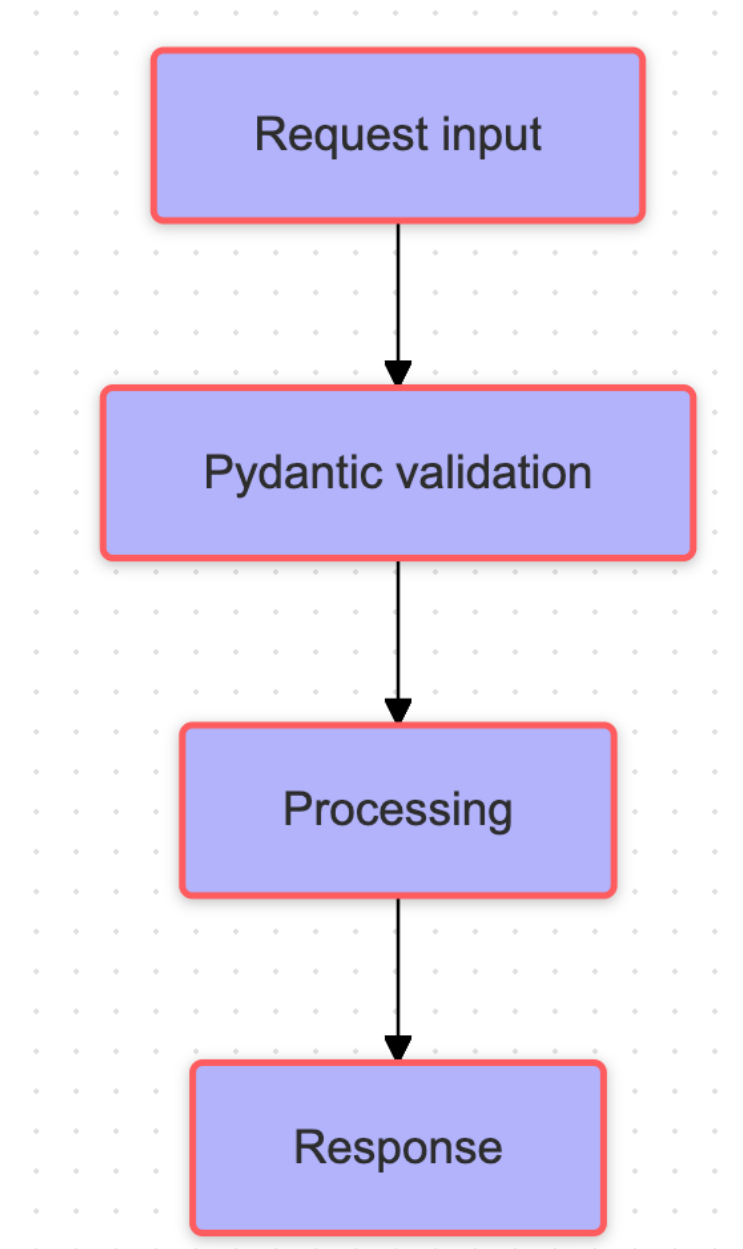 Request input
Pydantic validation
Processing
Response